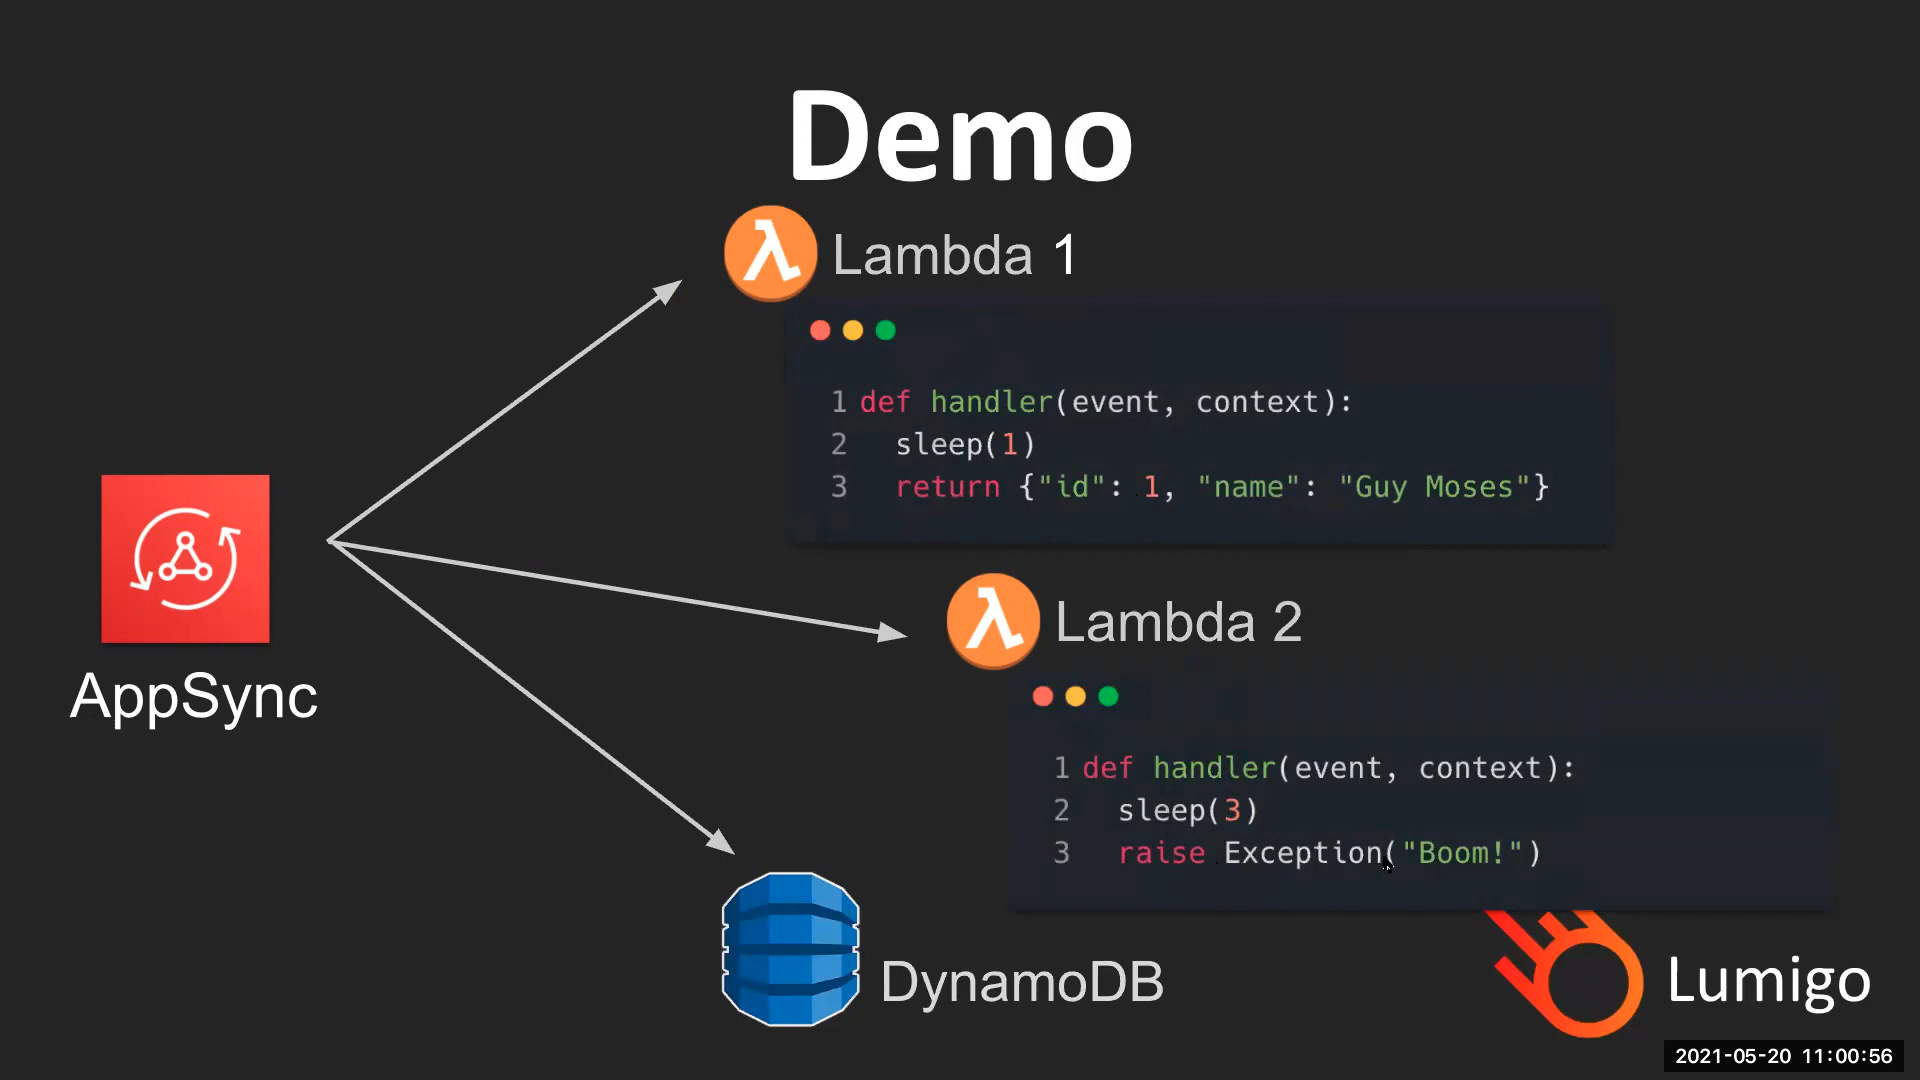 Demo
Lambda 1
1 def handler(event, context):
2 sleep(1)
3 return {"id": 1, "name": "Guy Moses"}
AppSync
Lambda 2
1 def handler(event, context):
2 sleep(3)
3 raise Exception("Boom!")
DynamoDB
Lumigo
2021-05-20 11:00:56